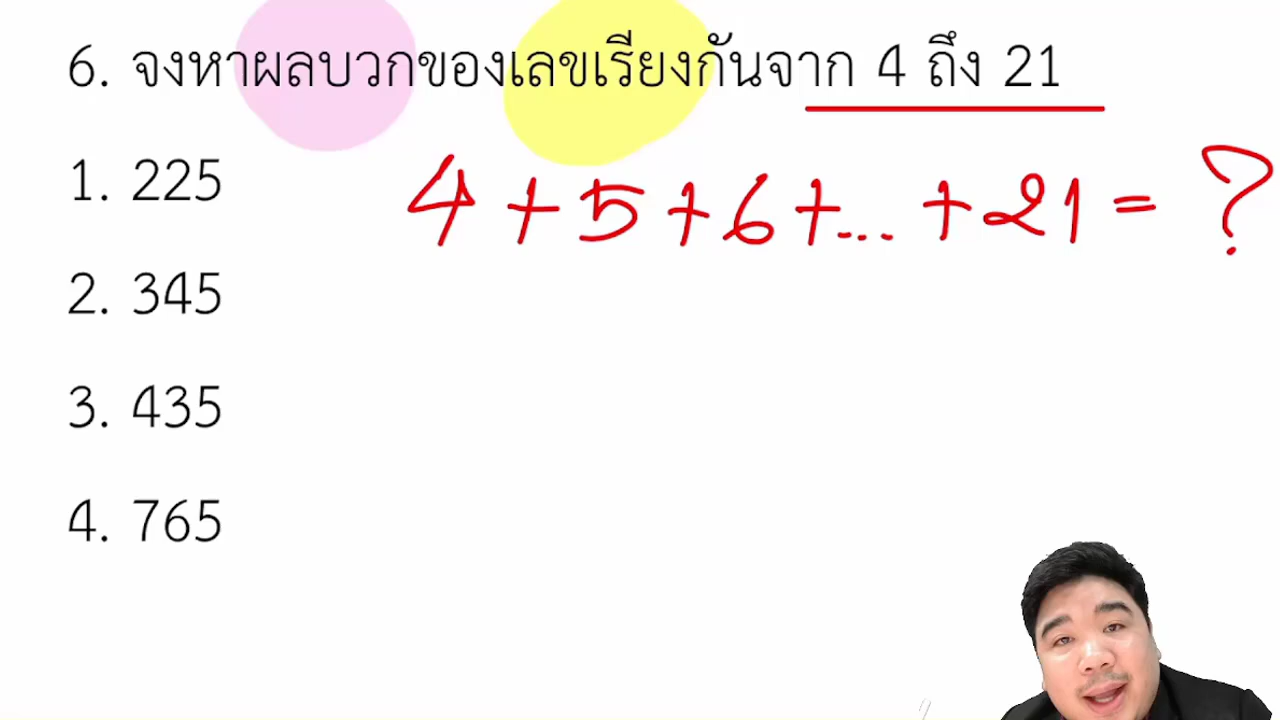 6. จงหาผลบวกของเลขเรียงกันจาก 4 ถึง 21
4 + 5 + 6 + ... + 21 = ?
1. 225
2. 345
3. 435
4. 765